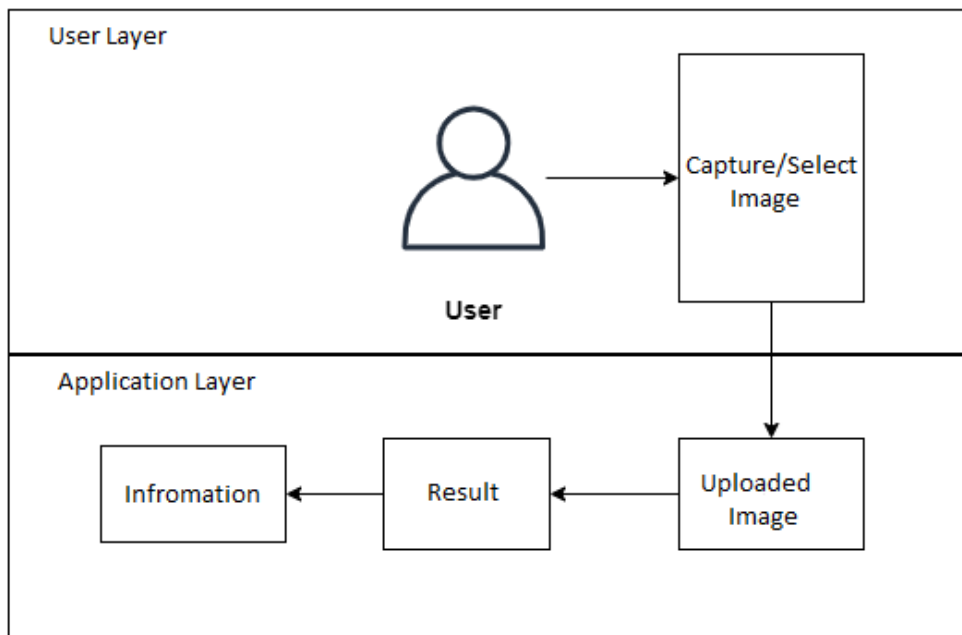 User Layer
Capture/Select
Image
User
Application Layer
Infromation
Result
Uploaded
Image